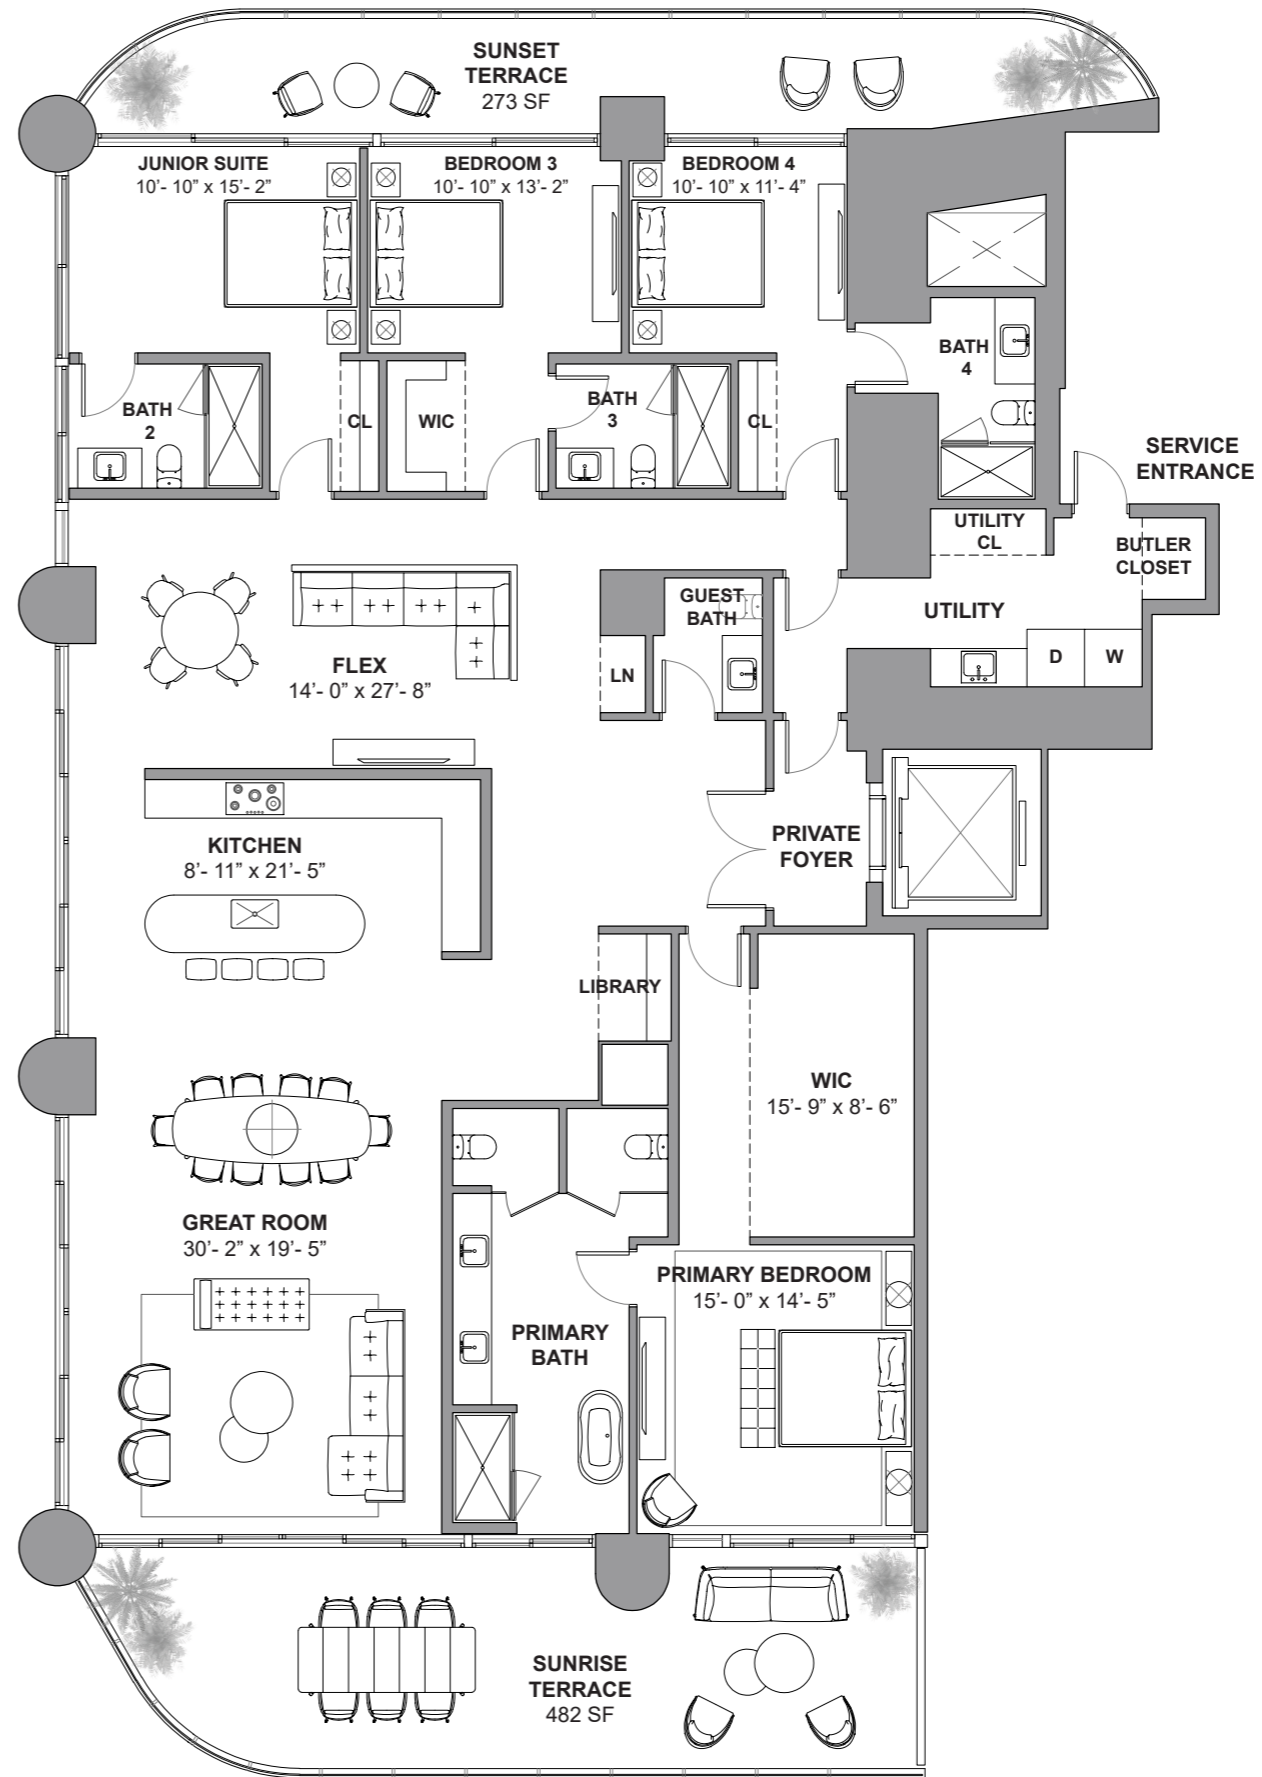 SUNSET
TERRACE
273 SF
JUNIOR SUITE
10’- 10” x 15’- 2”
BEDROOM 3
10’- 10” x 13’- 2”
BEDROOM 4
10’- 10” x 11’- 4”
BATH
4
BATH
2
CL
WIC
BATH
3
CL
SERVICE
ENTRANCE
UTILITY
CL
BUTLER
CLOSET
GUEST
BATH
UTILITY
FLEX
14’- 0” x 27’- 8”
LN
D
W
KITCHEN
8’- 11” x 21’- 5”
PRIVATE
FOYER
LIBRARY
WIC
15’- 9” x 8’- 6”
GREAT ROOM
30’- 2” x 19’- 5”
PRIMARY BEDROOM
15’- 0” x 14’- 5”
PRIMARY
BATH
SUNRISE
TERRACE
482 SF